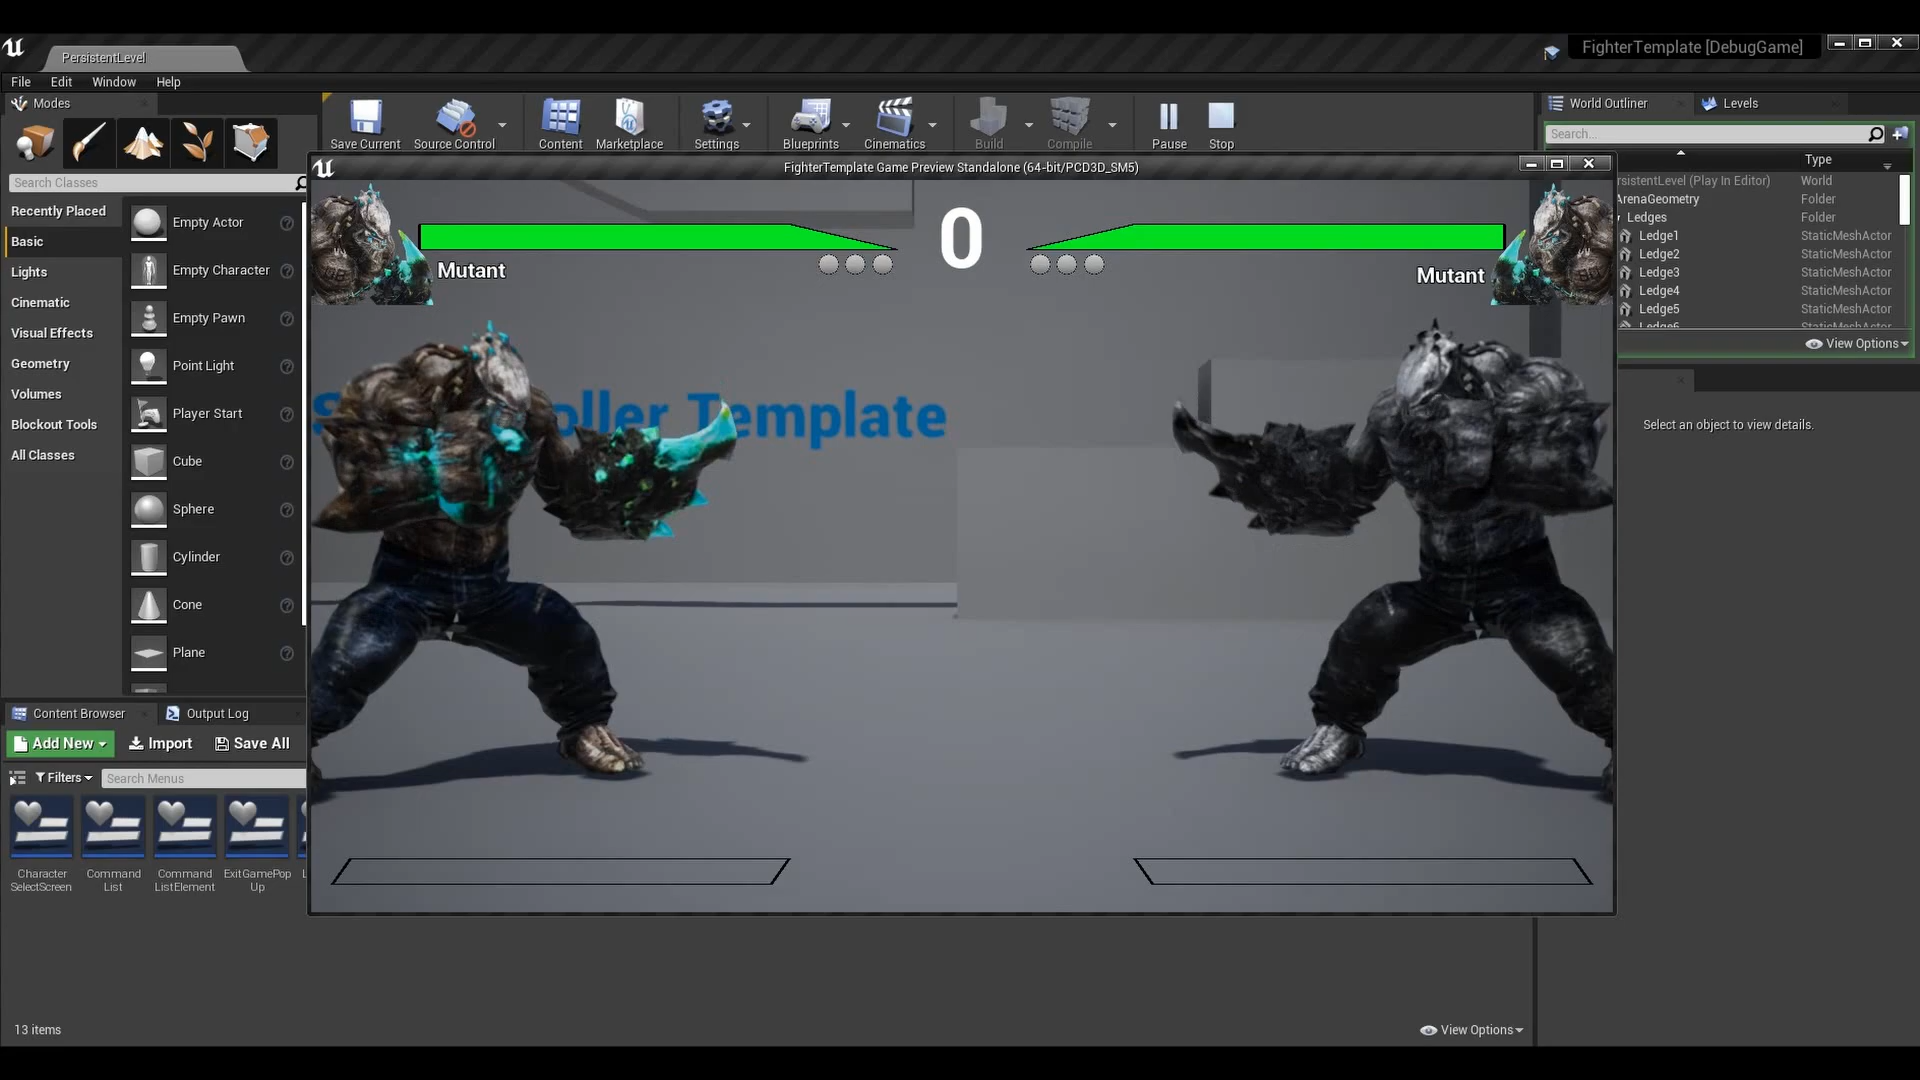 PersistentLevel
FighterTemplate [DebugGame]
File Edit Window Help
Modes
Search Classes
Recently Placed
Basic
Lights
Cinematic
Visual Effects
Geometry
Volumes
Blockout Tools
All Classes
Empty Actor
Empty Character
Empty Pawn
Point Light
Player Start
Cube
Sphere
Cylinder
Cone
Plane
Save Current
Source Control
Content
Marketplace
Settings
Blueprints
Cinematics
Build
Compile
Pause
Stop
FighterTemplate Game Preview Standalone (64-bit/PCD3D_SM5)
0
Mutant
Mutant
oller Template
World Outliner
Levels
Search...
Type
rsistentLevel (Play In Editor) World
ArenaGeometry Folder
Ledges Folder
Ledge1 StaticMeshActor
Ledge2 StaticMeshActor
Ledge3 StaticMeshActor
Ledge4 StaticMeshActor
Ledge5 StaticMeshActor
Ledge6 StaticMeshActor
View Options
Select an object to view details.
Content Browser
Output Log
Add New
Import
Save All
Filters
Search Menus
Character
SelectScreen
Command
List
Command
ListElement
ExitGamePop
Up
13 items
View Options